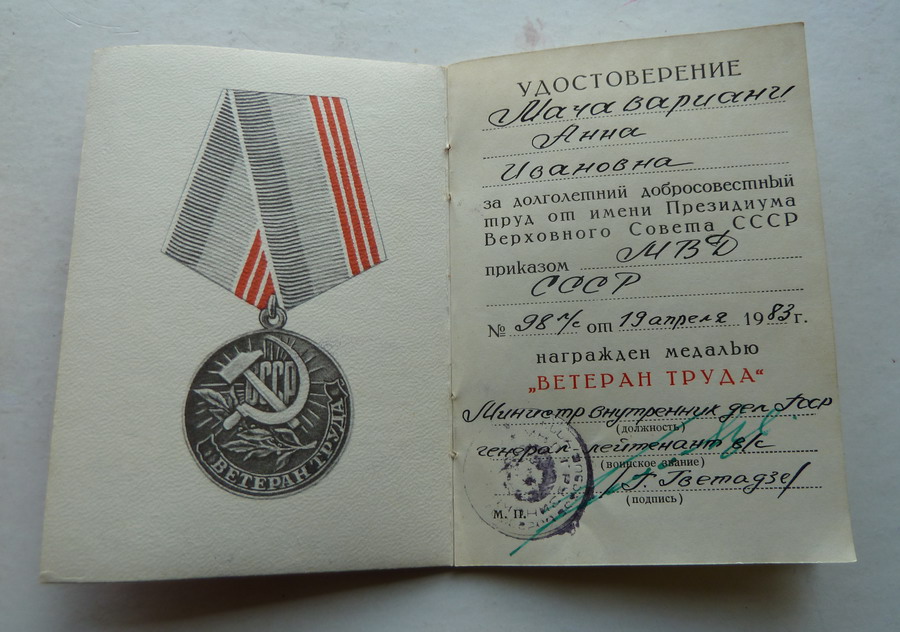 СССР
ВЕТЕРАН ТРУДА
УДОСТОВЕРЕНИЕ
Мачавариани
Анна
Ивановна
за долголетний добросовестный
труд от имени Президиума
Верховного Совета СССР
приказом МВД
СССР
№ 98 л/с от 19 апреля 1983 г.
награжден медалью
„ВЕТЕРАН ТРУДА“
Министр внутренних дел ГССР
(должность)
генерал-лейтенант в/с
(воинское звание)
Г. Гветадзе
(подпись)
М. П.